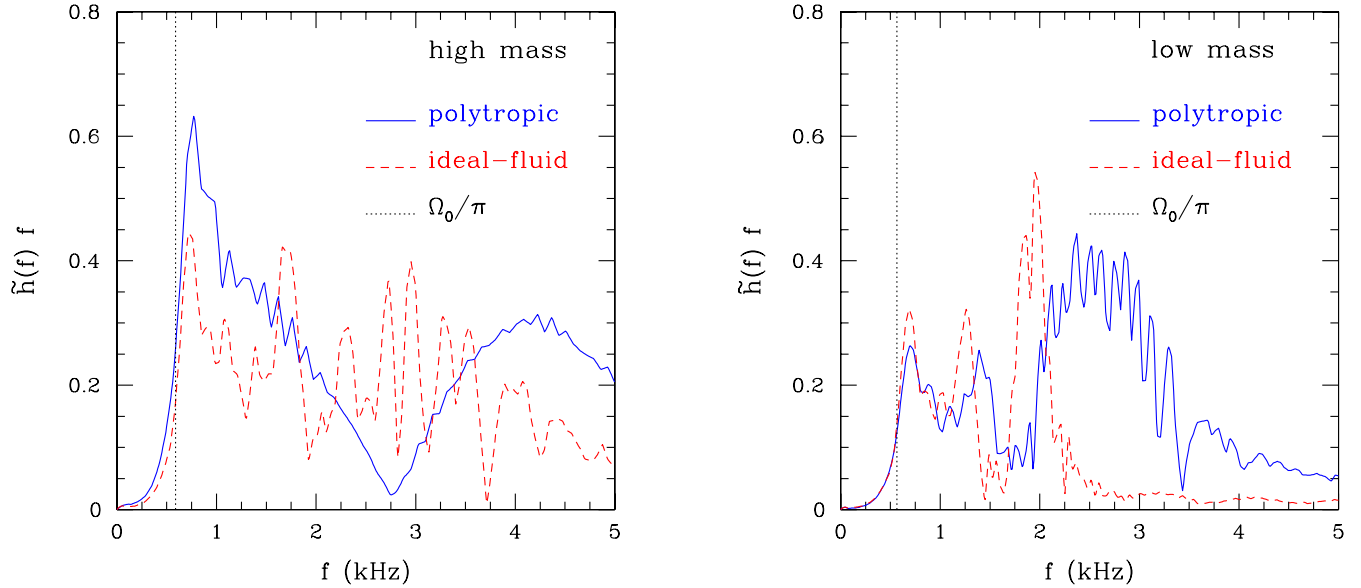 high mass
polytropic
ideal-fluid
Ω₀/π
0.8
0.6
0.4
0.2
0
h̃(f) f
0 1 2 3 4 5
f (kHz)
low mass
polytropic
ideal-fluid
Ω₀/π
0.8
0.6
0.4
0.2
0
h̃(f) f
0 1 2 3 4 5
f (kHz)